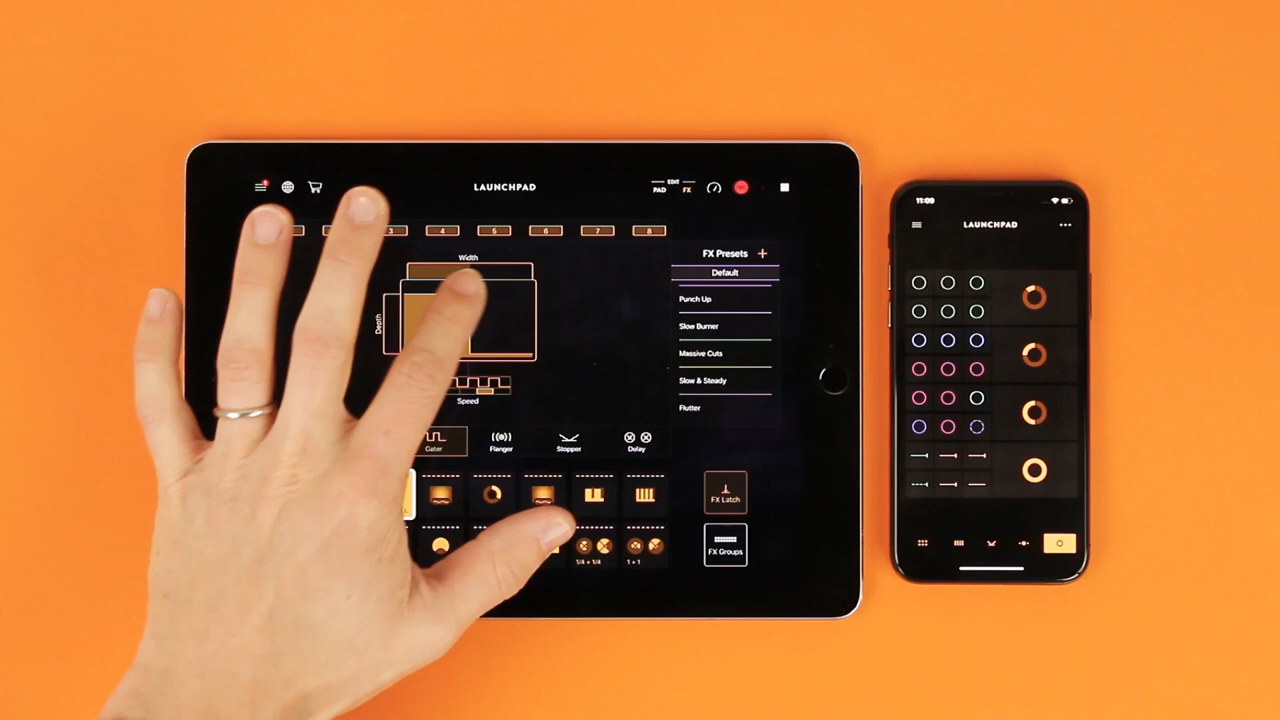 LAUNCHPAD
EDIT
PAD FX
3 4 5 6 7 8
Width
Depth
Speed
FX Presets +
Default
Punch Up
Slow Burner
Massive Cuts
Slow & Steady
Flutter
Gater Flanger Stopper Delay
FX Latch
FX Groups
1/4 + 1/4 1 + 1
11:09
LAUNCHPAD